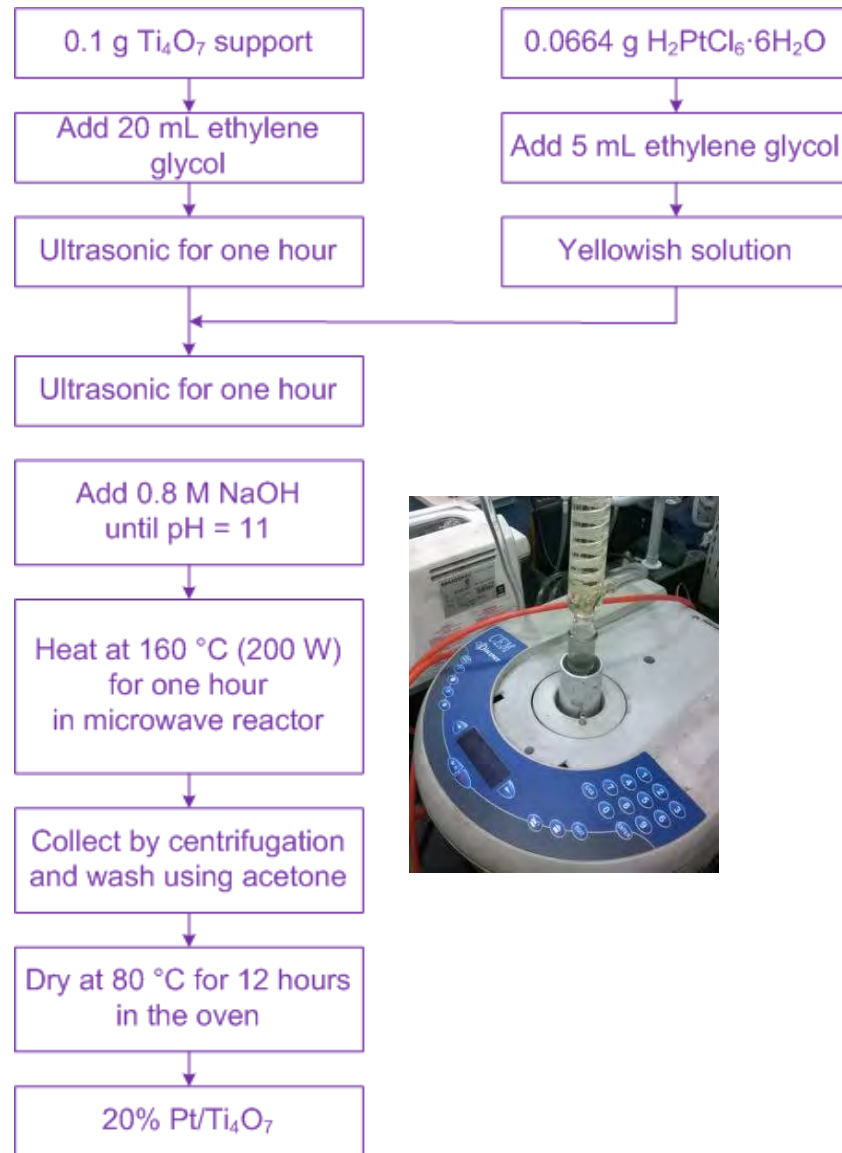 0.1 g Ti₄O₇ support
0.0664 g H₂PtCl₆·6H₂O
Add 20 mL ethylene
glycol
Add 5 mL ethylene glycol
Ultrasonic for one hour
Yellowish solution
Ultrasonic for one hour
Add 0.8 M NaOH
until pH = 11
Heat at 160 °C (200 W)
for one hour
in microwave reactor
Collect by centrifugation
and wash using acetone
Dry at 80 °C for 12 hours
in the oven
20% Pt/Ti₄O₇
CEM
Discover